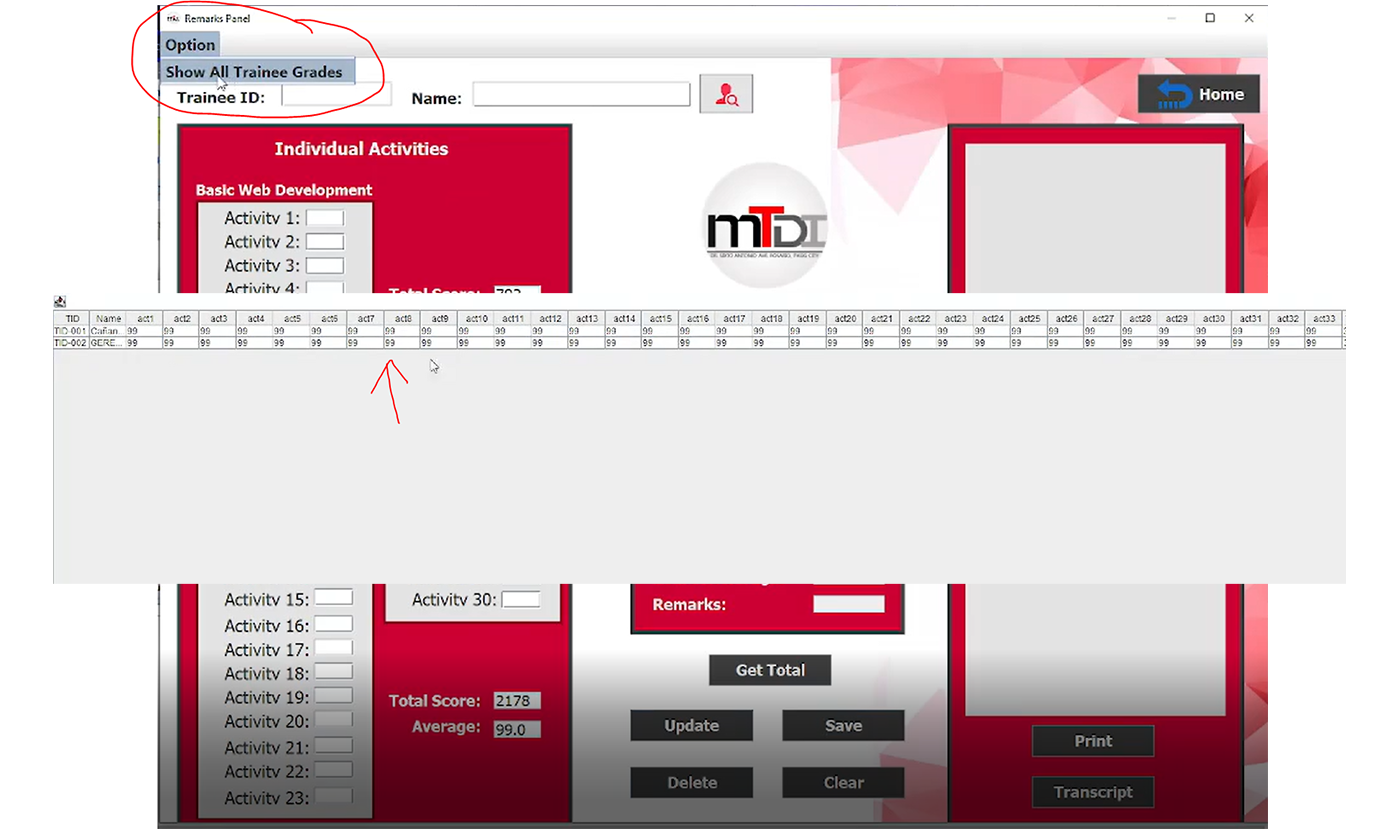 mtdi Remarks Panel
Option
Show All Trainee Grades
Trainee ID:
Name:
Home
Individual Activities
Basic Web Development
Activity 1:
Activity 2:
Activity 3:
Activity 4:
Total Score: 792
mTDI
TID Name act1 act2 act3 act4 act5 act6 act7 act8 act9 act10 act11 act12 act13 act14 act15 act16 act17 act18 act19 act20 act21 act22 act23 act24 act25 act26 act27 act28 act29 act30 act31 act32 act33
TID-001 Cañan... 99 99 99 99 99 99 99 99 99 99 99 99 99 99 99 99 99 99 99 99 99 99 99 99 99 99 99 99 99 99 99 99 99
TID-002 GERE... 99 99 99 99 99 99 99 99 99 99 99 99 99 99 99 99 99 99 99 99 99 99 99 99 99 99 99 99 99 99 99 99 99
Activity 15:
Activity 16:
Activity 17:
Activity 18:
Activity 19:
Activity 20:
Activity 21:
Activity 22:
Activity 23:
Activity 30:
Total Score: 2178
Average: 99.0
Remarks:
Get Total
Update
Save
Delete
Clear
Print
Transcript